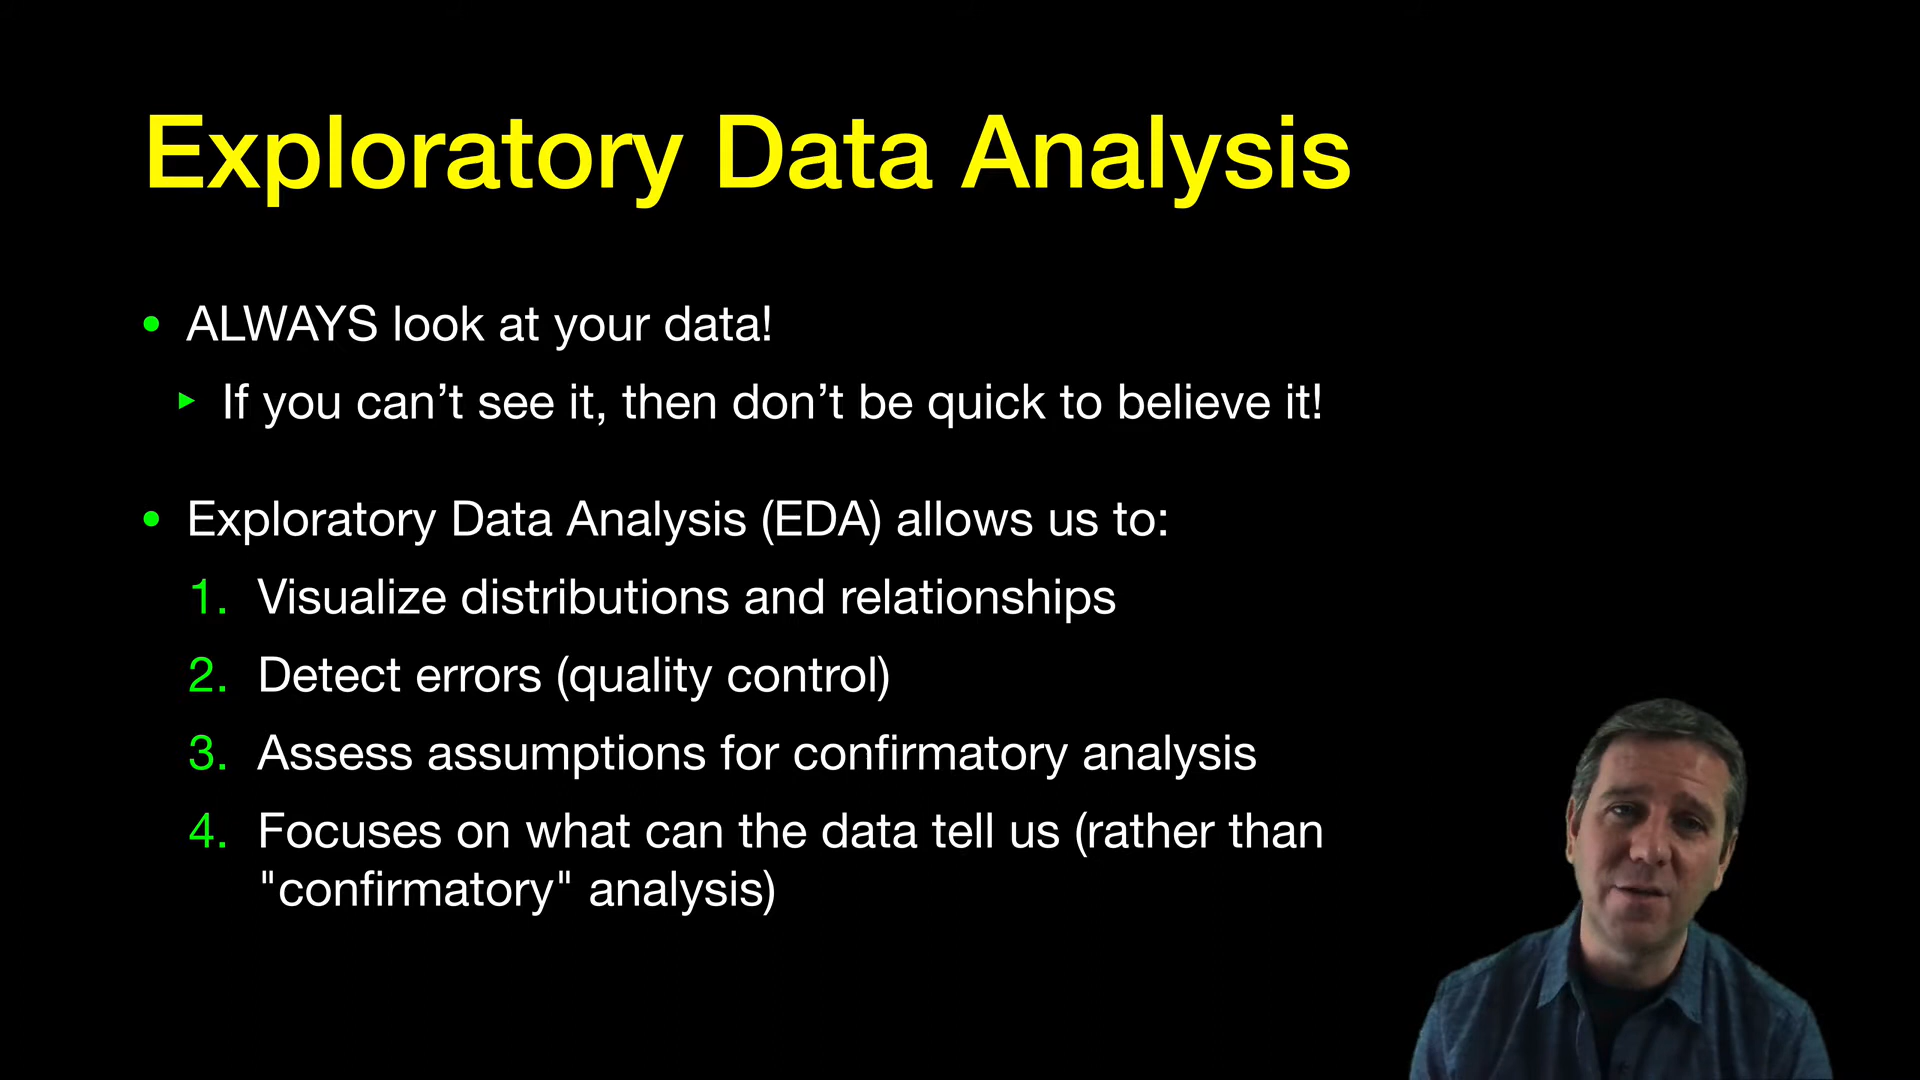 Exploratory Data Analysis
• ALWAYS look at your data!
‣ If you can’t see it, then don’t be quick to believe it!
• Exploratory Data Analysis (EDA) allows us to:
1. Visualize distributions and relationships
2. Detect errors (quality control)
3. Assess assumptions for confirmatory analysis
4. Focuses on what can the data tell us (rather than
"confirmatory" analysis)